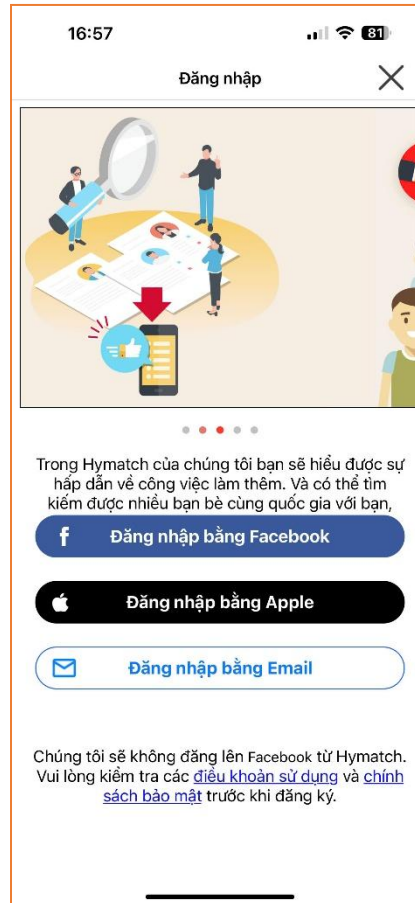 16:57
81
Đăng nhập
Trong Hymatch của chúng tôi bạn sẽ hiểu được sự
hấp dẫn về công việc làm thêm. Và có thể tìm
kiếm được nhiều bạn bè cùng quốc gia với bạn,
Đăng nhập bằng Facebook
Đăng nhập bằng Apple
Đăng nhập bằng Email
Chúng tôi sẽ không đăng lên Facebook từ Hymatch.
Vui lòng kiểm tra các điều khoản sử dụng và chính
sách bảo mật trước khi đăng ký.